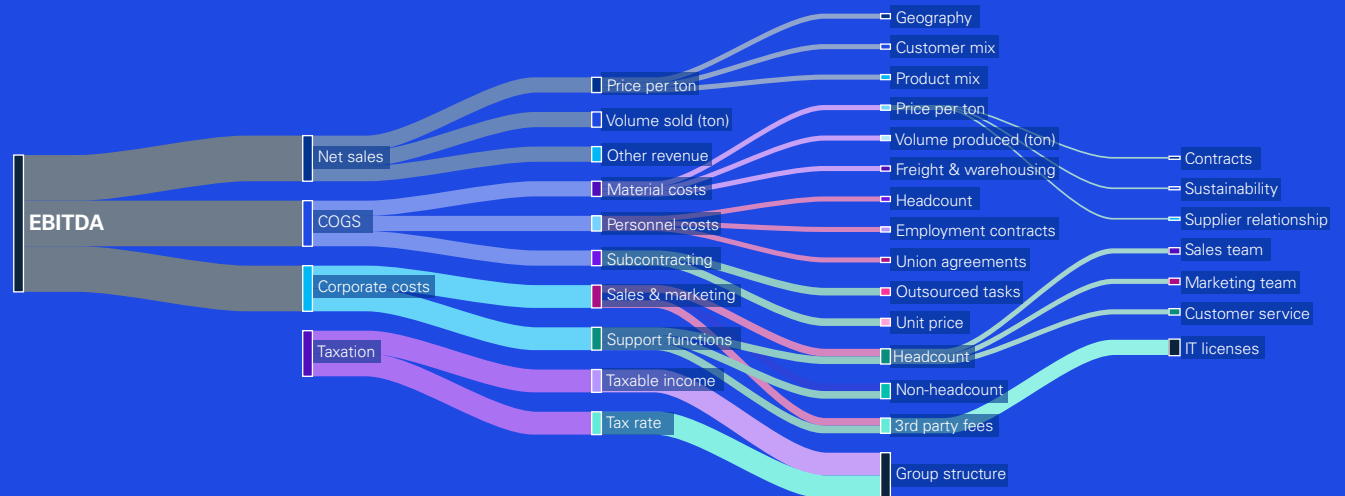 EBITDA
Net sales
COGS
Corporate costs
Taxation
Price per ton
Volume sold (ton)
Other revenue
Material costs
Personnel costs
Subcontracting
Sales & marketing
Support functions
Taxable income
Tax rate
Geography
Customer mix
Product mix
Price per ton
Volume produced (ton)
Freight & warehousing
Headcount
Employment contracts
Union agreements
Outsourced tasks
Unit price
Headcount
Non-headcount
3rd party fees
Group structure
Contracts
Sustainability
Supplier relationship
Sales team
Marketing team
Customer service
IT licenses